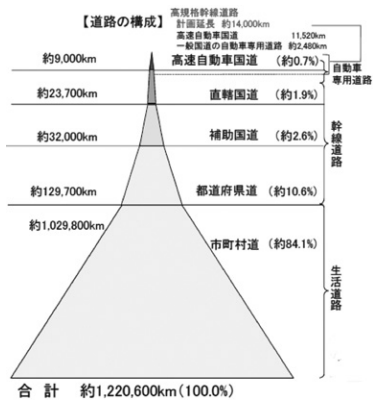 【道路の構成】
高規格幹線道路
計画延長 約14,000km
高速自動車国道 11,520km
一般国道の自動車専用道路 約2,480km
約9,000km 高速自動車国道 (約0.7%)
自動車
専用道路
約23,700km 直轄国道 (約1.9%)
約32,000km 補助国道 (約2.6%)
幹線道路
約129,700km 都道府県道 (約10.6%)
約1,029,800km
市町村道 (約84.1%)
生活道路
合計 約1,220,600km(100.0%)